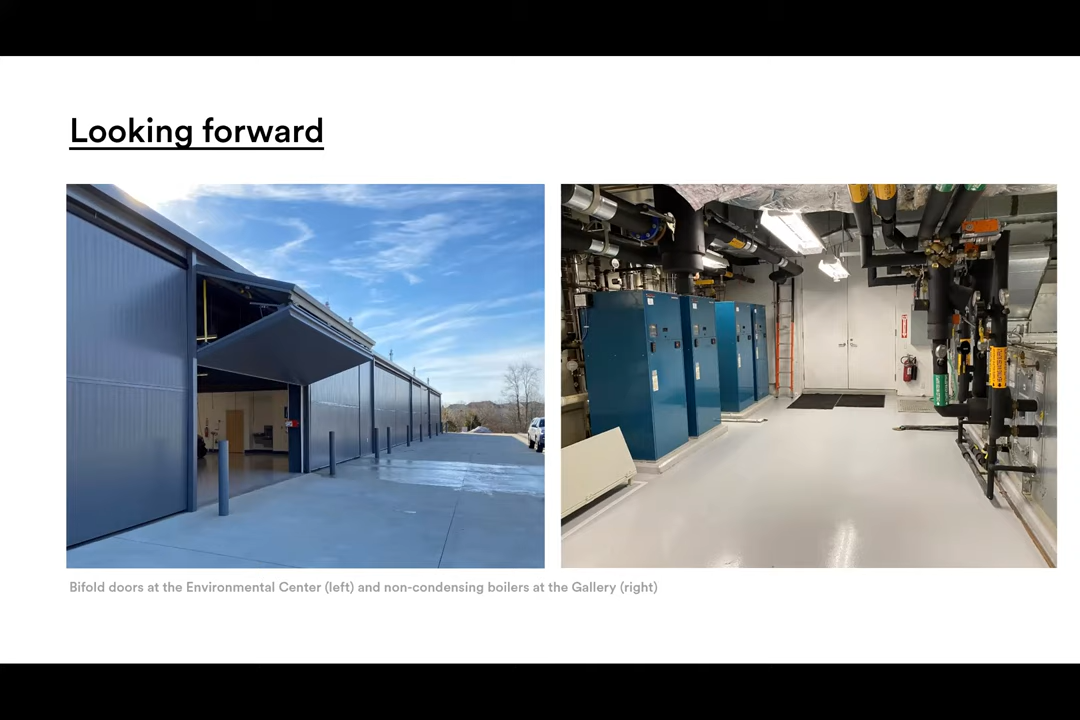 Looking forward
Bifold doors at the Environmental Center (left) and non-condensing boilers at the Gallery (right)